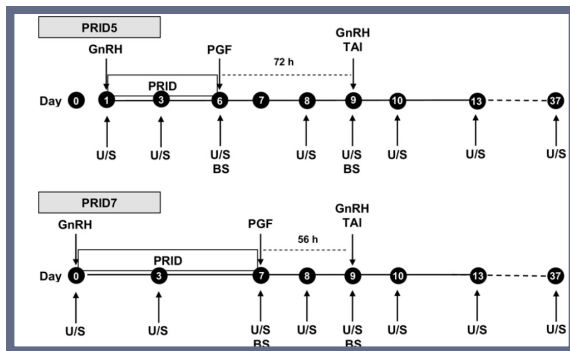 PRID5
GnRH PGF GnRH
TAI
72 h
PRID
Day 0 1 3 6 7 8 9 10 13 37
U/S U/S U/S U/S U/S U/S U/S U/S
BS BS
PRID7
GnRH PGF GnRH
TAI
56 h
PRID
Day 0 3 7 8 9 10 13 37
U/S U/S U/S U/S U/S U/S U/S U/S
BS BS